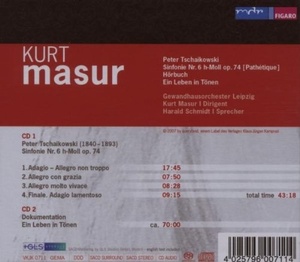 mdr FIGARO
KURT
masur
Peter Tschaikowski
Sinfonie Nr. 6 h-Moll op. 74 [Pathétique]
Hörbuch
Ein Leben in Tönen
Gewandhausorchester Leipzig
Kurt Masur | Dirigent
Harald Schmidt | Sprecher
CD 1
Peter Tschaikowski (1840–1893)
Sinfonie Nr. 6 h-Moll op. 74
1. Adagio – Allegro non troppo 17:45
2. Allegro con grazia 07:50
3. Allegro molto vivace 08:28
4. Finale. Adagio lamentoso 09:15 total time 43:18
CD 2
Dokumentation
Ein Leben in Tönen ca. 70:00
4 025796 007114